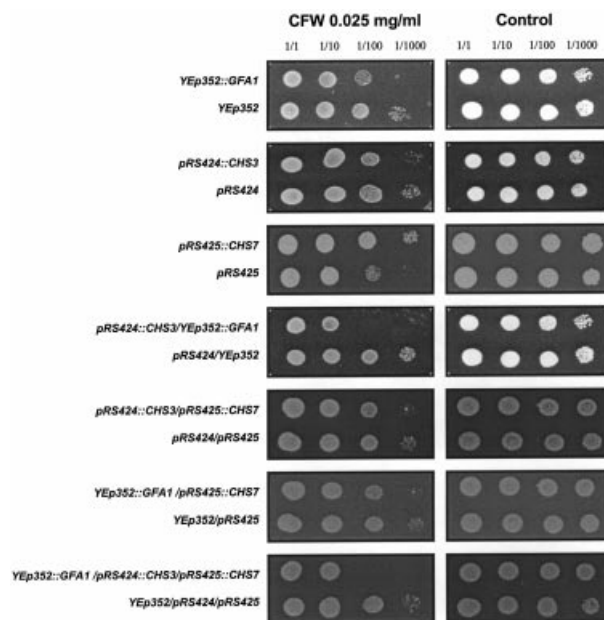 CFW 0.025 mg/ml Control
1/1 1/10 1/100 1/1000 1/1 1/10 1/100 1/1000
YEp352::GFA1
YEp352
pRS424::CHS3
pRS424
pRS425::CHS7
pRS425
pRS424::CHS3/YEp352::GFA1
pRS424/YEp352
pRS424::CHS3/pRS425::CHS7
pRS424/pRS425
YEp352::GFA1 /pRS425::CHS7
YEp352/pRS425
YEp352::GFA1 /pRS424::CHS3/pRS425::CHS7
YEp352/pRS424/pRS425